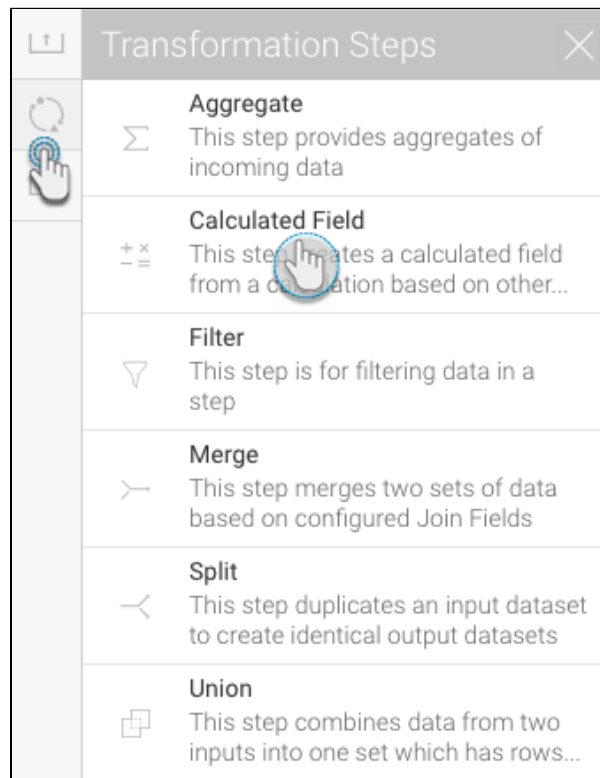 Transformation Steps
Aggregate
This step provides aggregates of
incoming data
Calculated Field
This step creates a calculated field
from a calculation based on other...
Filter
This step is for filtering data in a
step
Merge
This step merges two sets of data
based on configured Join Fields
Split
This step duplicates an input dataset
to create identical output datasets
Union
This step combines data from two
inputs into one set which has rows...